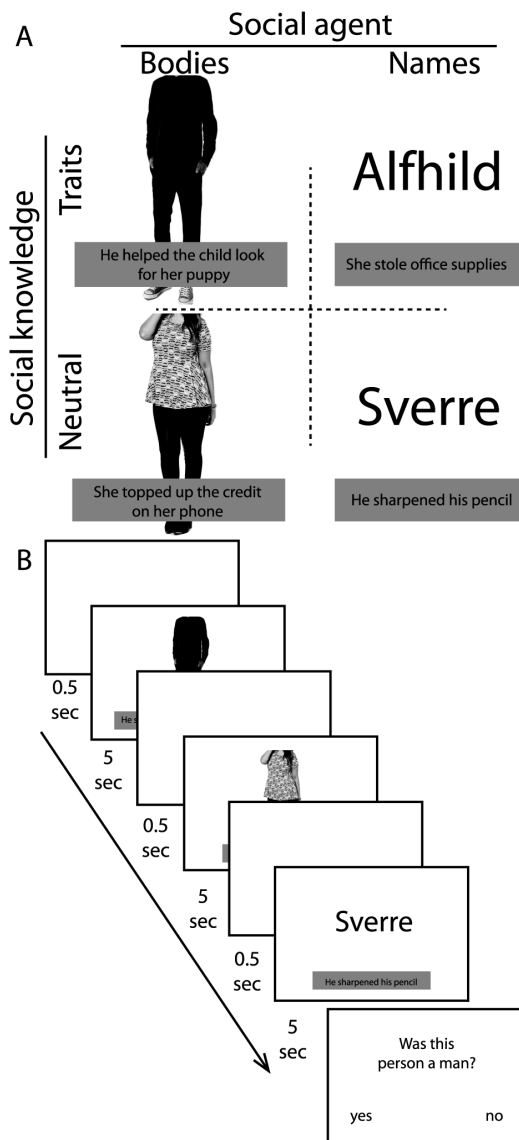 A
Social agent
Bodies
Names
Social knowledge
Traits
Neutral
Alfhild
He helped the child look
for her puppy
She stole office supplies
Sverre
She topped up the credit
on her phone
He sharpened his pencil
B
0.5
sec
He s
5
sec
0.5
sec
5
sec
0.5
sec
Sverre
He sharpened his pencil
5
sec
Was this
person a man?
yes
no